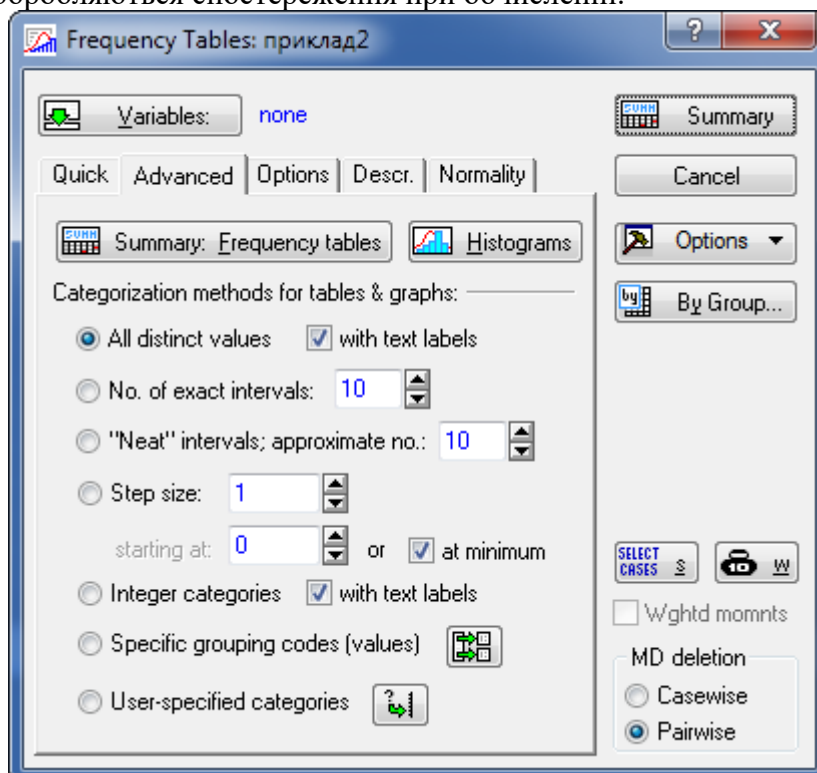 спостереження при обчисленні.
Frequency Tables: приклад2
Variables: none
Summary
Quick Advanced Options Descr. Normality
Cancel
Summary: Frequency tables Histograms
Options
Categorization methods for tables & graphs:
By Group...
All distinct values with text labels
No. of exact intervals: 10
"Neat" intervals; approximate no.: 10
Step size: 1
starting at: 0 or at minimum
SELECT CASES S W
Integer categories with text labels
Wghtd momnts
Specific grouping codes (values)
MD deletion
User-specified categories
Casewise
Pairwise